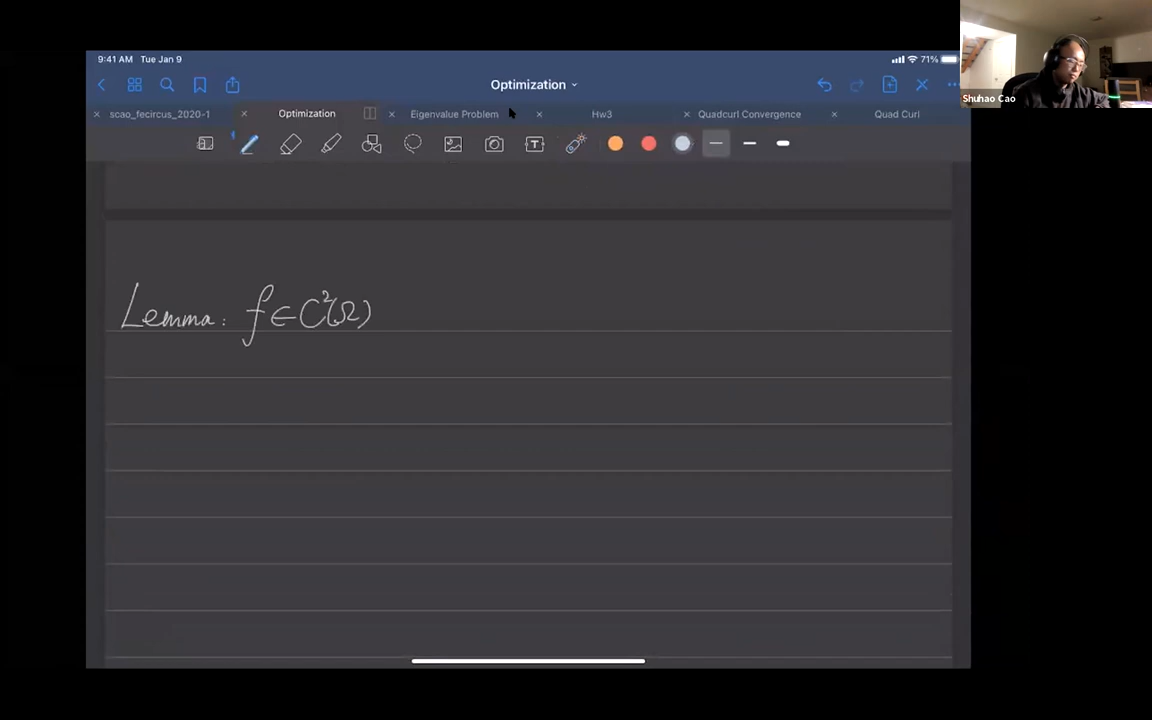 9:41 AM Tue Jan 9
71%
Optimization
scao_fecircus_2020-1
Optimization
Eigenvalue Problem
Hw3
Quadcurl Convergence
Quad Curl
Shuhao Cao
Lemma: f ∈ C²(Ω)